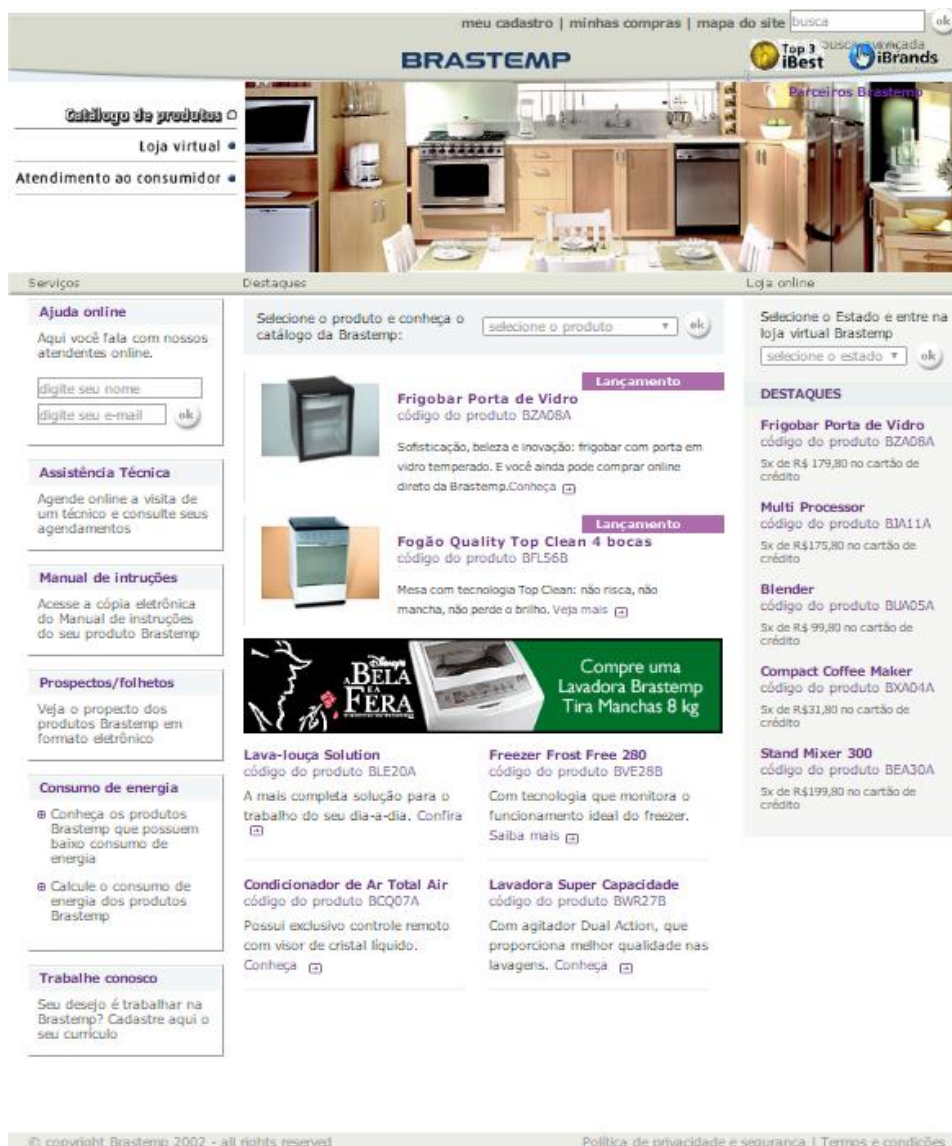 meu cadastro | minhas compras | mapa do site
busca
ok
BRASTEMP
Top 3
iBest
iBrands
Parceiros Brastemp
Catálogo de produtos
Loja virtual
Atendimento ao consumidor
Serviços
Destaques
Loja online
Ajuda online
Aqui você fala com nossos
atendentes online.
digite seu nome
digite seu e-mail
ok
Assistência Técnica
Agende online a visita de
um técnico e consulte seus
agendamentos
Manual de intruções
Acesse a cópia eletrônica
do Manual de instruções
do seu produto Brastemp
Prospectos/folhetos
Veja o propecto dos
produtos Brastemp em
formato eletrônico
Consumo de energia
Conheça os produtos
Brastemp que possuem
baixo consumo de
energia
Calcule o consumo de
energia dos produtos
Brastemp
Trabalhe conosco
Seu desejo é trabalhar na
Brastemp? Cadastre aqui o
seu currículo
Selecione o produto e conheça o
catálogo da Brastemp:
selecione o produto
ok
Lançamento
Frigobar Porta de Vidro
código do produto BZA08A
Sofisticação, beleza e inovação: frigobar com porta em
vidro temperado. E você ainda pode comprar online
direto da Brastemp.Conheça
Lançamento
Fogão Quality Top Clean 4 bocas
código do produto BFL56B
Mesa com tecnologia Top Clean: não risca, não
mancha, não perde o brilho. Veja mais
Disney's
A BELA
E A
FERA
Compre uma
Lavadora Brastemp
Tira Manchas 8 kg
Lava-louça Solution
código do produto BLE20A
A mais completa solução para o
trabalho do seu dia-a-dia. Confira
Freezer Frost Free 280
código do produto BVE28B
Com tecnologia que monitora o
funcionamento ideal do freezer.
Saiba mais
Condicionador de Ar Total Air
código do produto BCQ07A
Possui exclusivo controle remoto
com visor de cristal líquido.
Conheça
Lavadora Super Capacidade
código do produto BWR27B
Com agitador Dual Action, que
proporciona melhor qualidade nas
lavagens. Conheça
Selecione o Estado e entre na
loja virtual Brastemp
selecione o estado
ok
DESTAQUES
Frigobar Porta de Vidro
código do produto BZA08A
5x de R$ 179,80 no cartão de
crédito
Multi Processor
código do produto BJA11A
5x de R$175,80 no cartão de
crédito
Blender
código do produto BUA05A
5x de R$ 99,80 no cartão de
crédito
Compact Coffee Maker
código do produto BXA04A
5x de R$31,80 no cartão de
crédito
Stand Mixer 300
código do produto BEA30A
5x de R$199,80 no cartão de
crédito
© copyright Brastemp 2002 - all rights reserved
Política de privacidade e segurança | Termos e condições